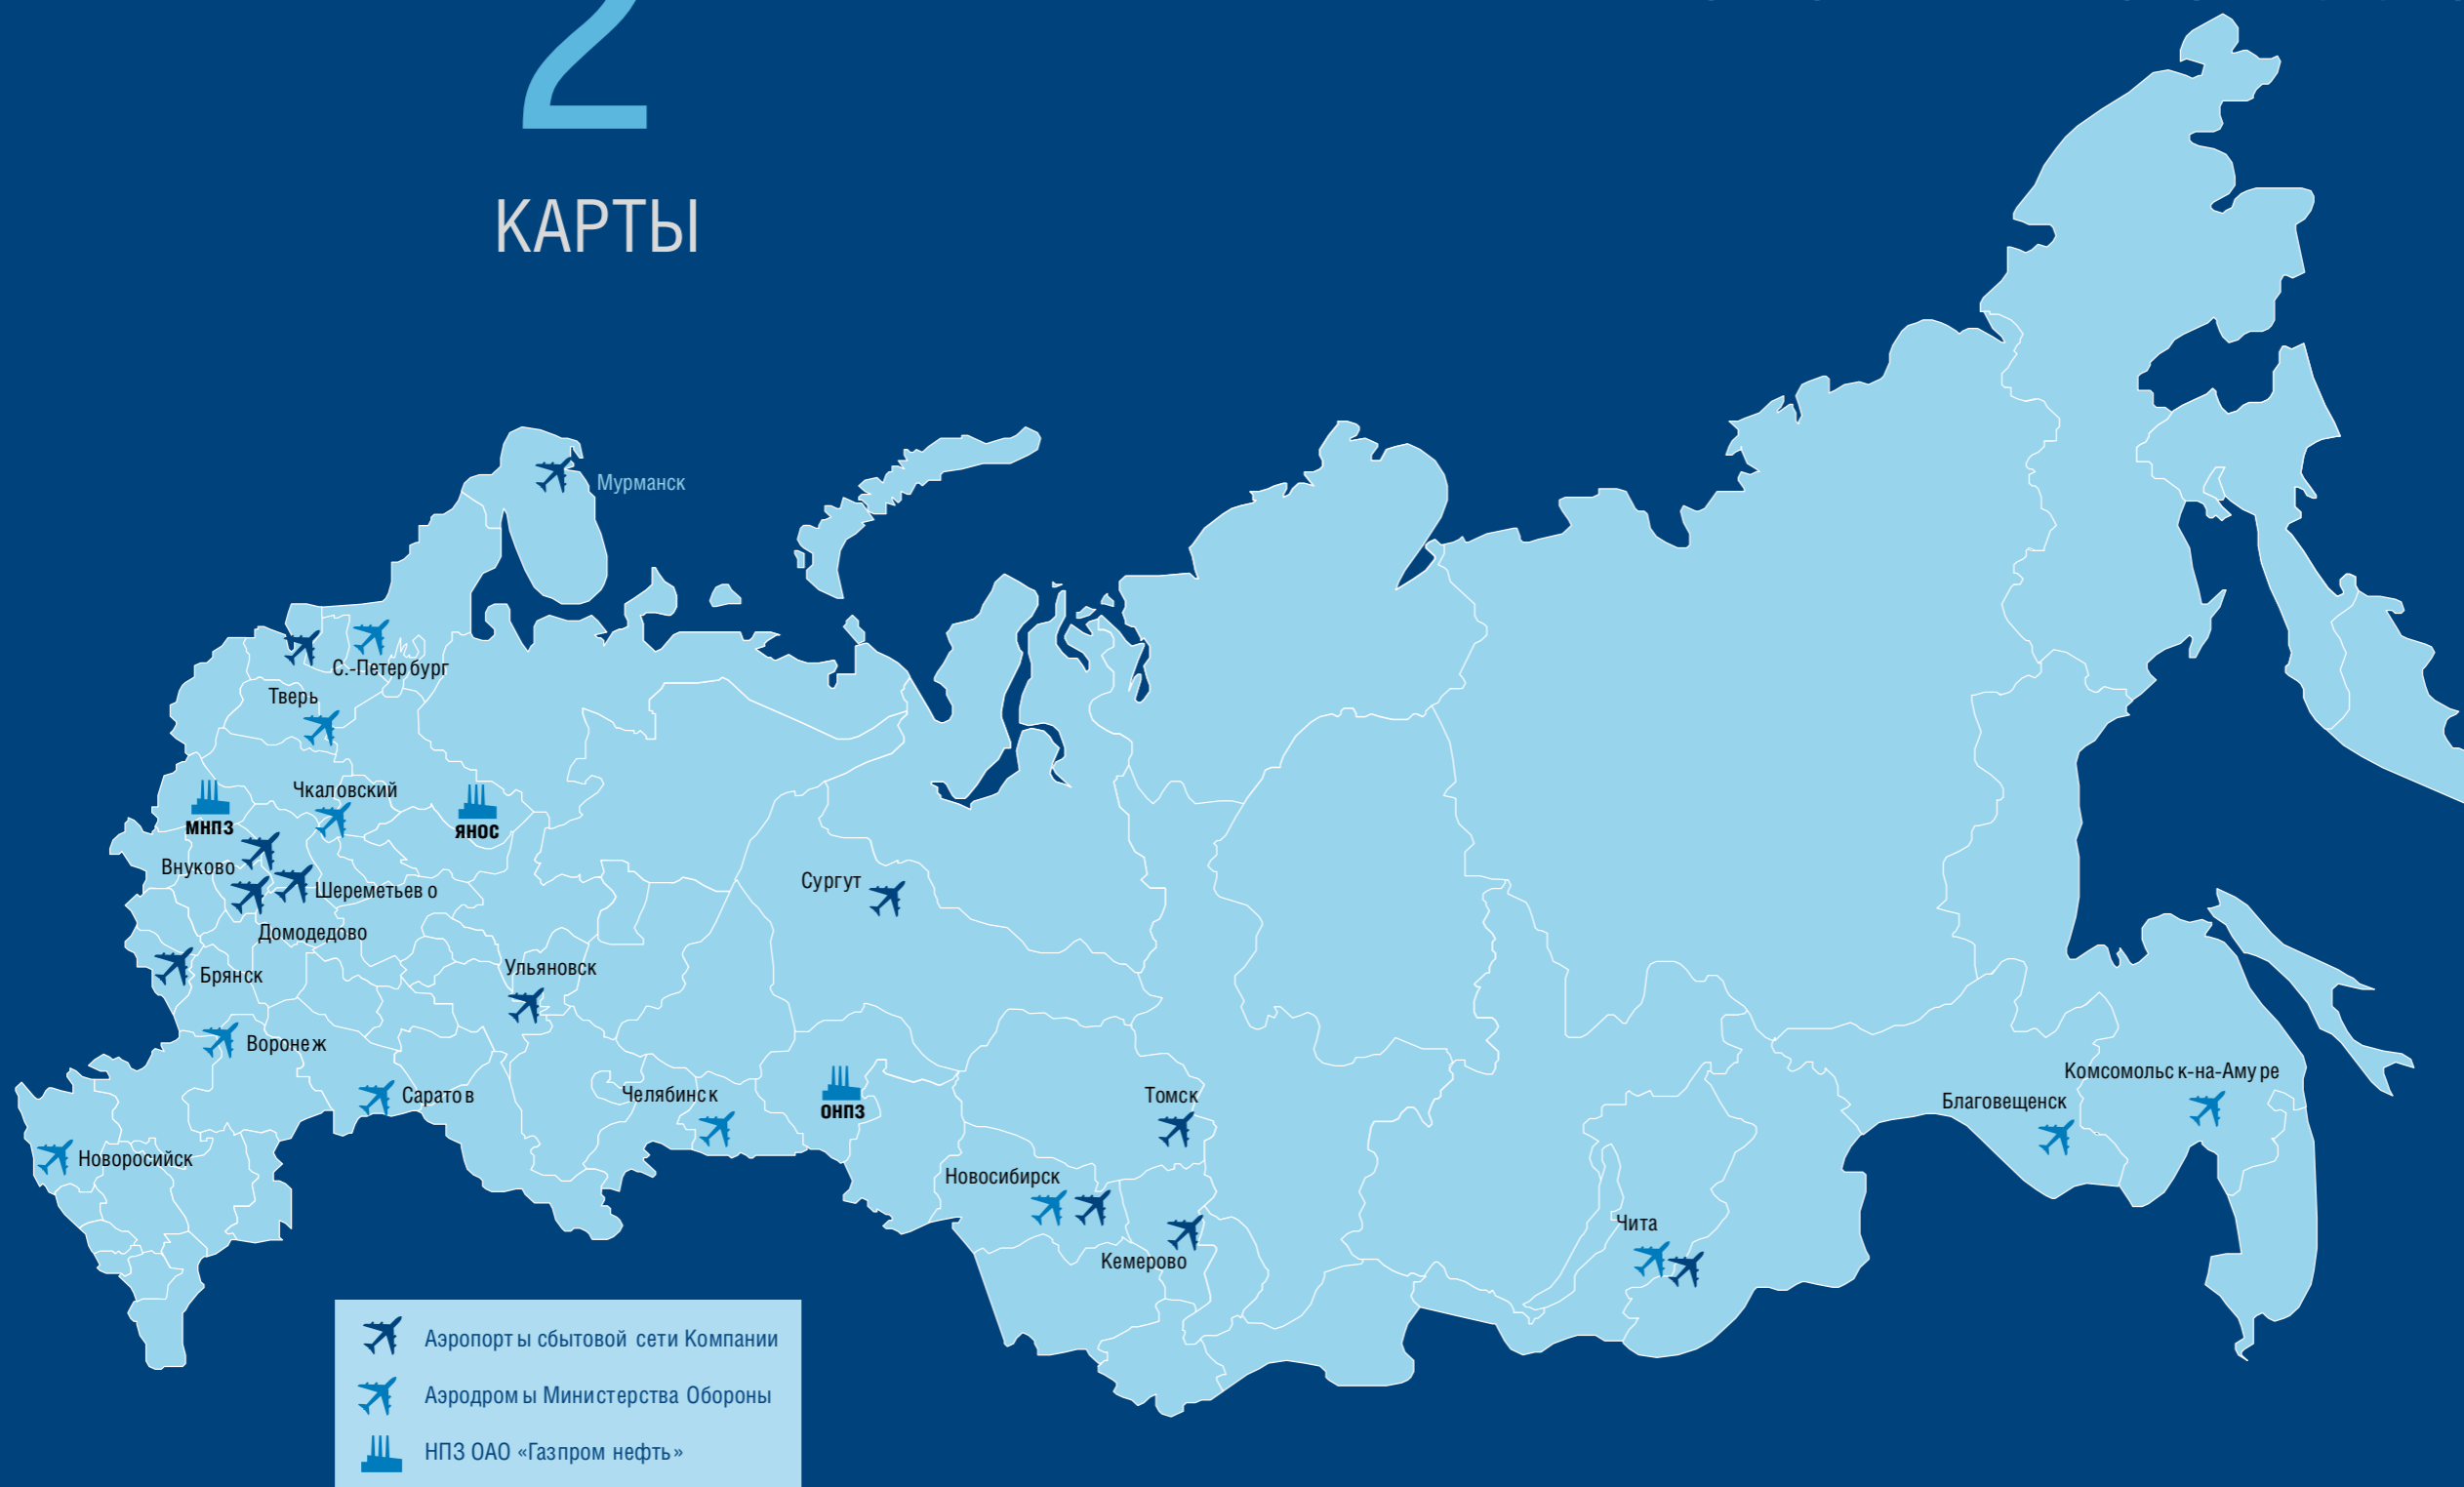 2
КАРТЫ
Мурманск
С.-Петербург
Тверь
Чкаловский
МНПЗ
ЯНОС
Внуково
Шереметьево
Домодедово
Сургут
Брянск
Ульяновск
Воронеж
Саратов
Челябинск
ОНПЗ
Томск
Комсомольск-на-Амуре
Благовещенск
Новоросийск
Новосибирск
Кемерово
Чита
Аэропорты сбытовой сети Компании
Аэродромы Министерства Обороны
НПЗ ОАО «Газпром нефть»